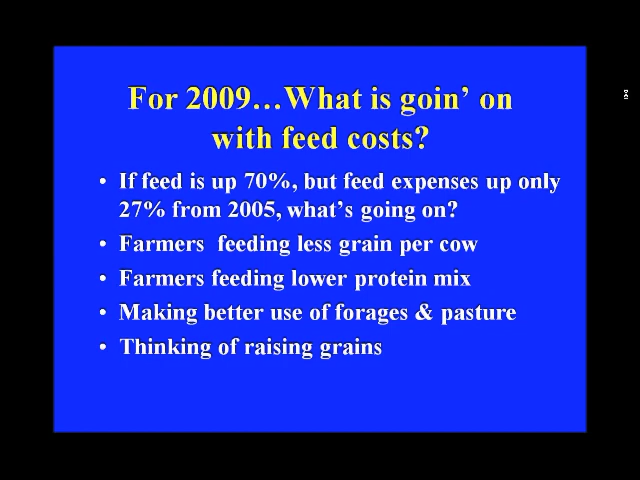 For 2009…What is goin’ on
with feed costs?
• If feed is up 70%, but feed expenses up only
27% from 2005, what’s going on?
• Farmers feeding less grain per cow
• Farmers feeding lower protein mix
• Making better use of forages & pasture
• Thinking of raising grains